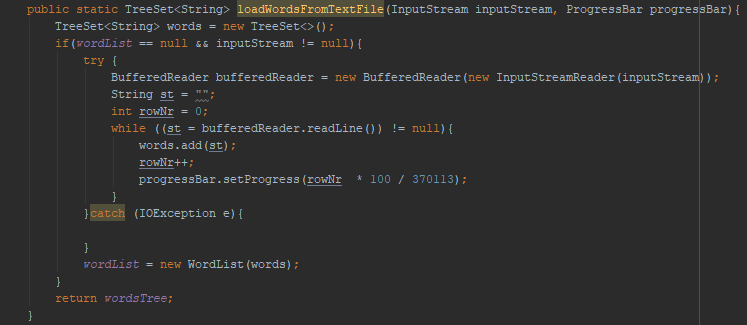 public static TreeSet<String> loadWordsFromTextFile(InputStream inputStream, ProgressBar progressBar){
    TreeSet<String> words = new TreeSet<>();
    if(wordList == null && inputStream != null){
        try {
            BufferedReader bufferedReader = new BufferedReader(new InputStreamReader(inputStream));
            String st = "";
            int rowNr = 0;
            while ((st = bufferedReader.readLine()) != null){
                words.add(st);
                rowNr++;
                progressBar.setProgress(rowNr  * 100 / 370113);
            }
        }catch (IOException e){

        }
        wordList = new WordList(words);
    }
    return wordsTree;
}